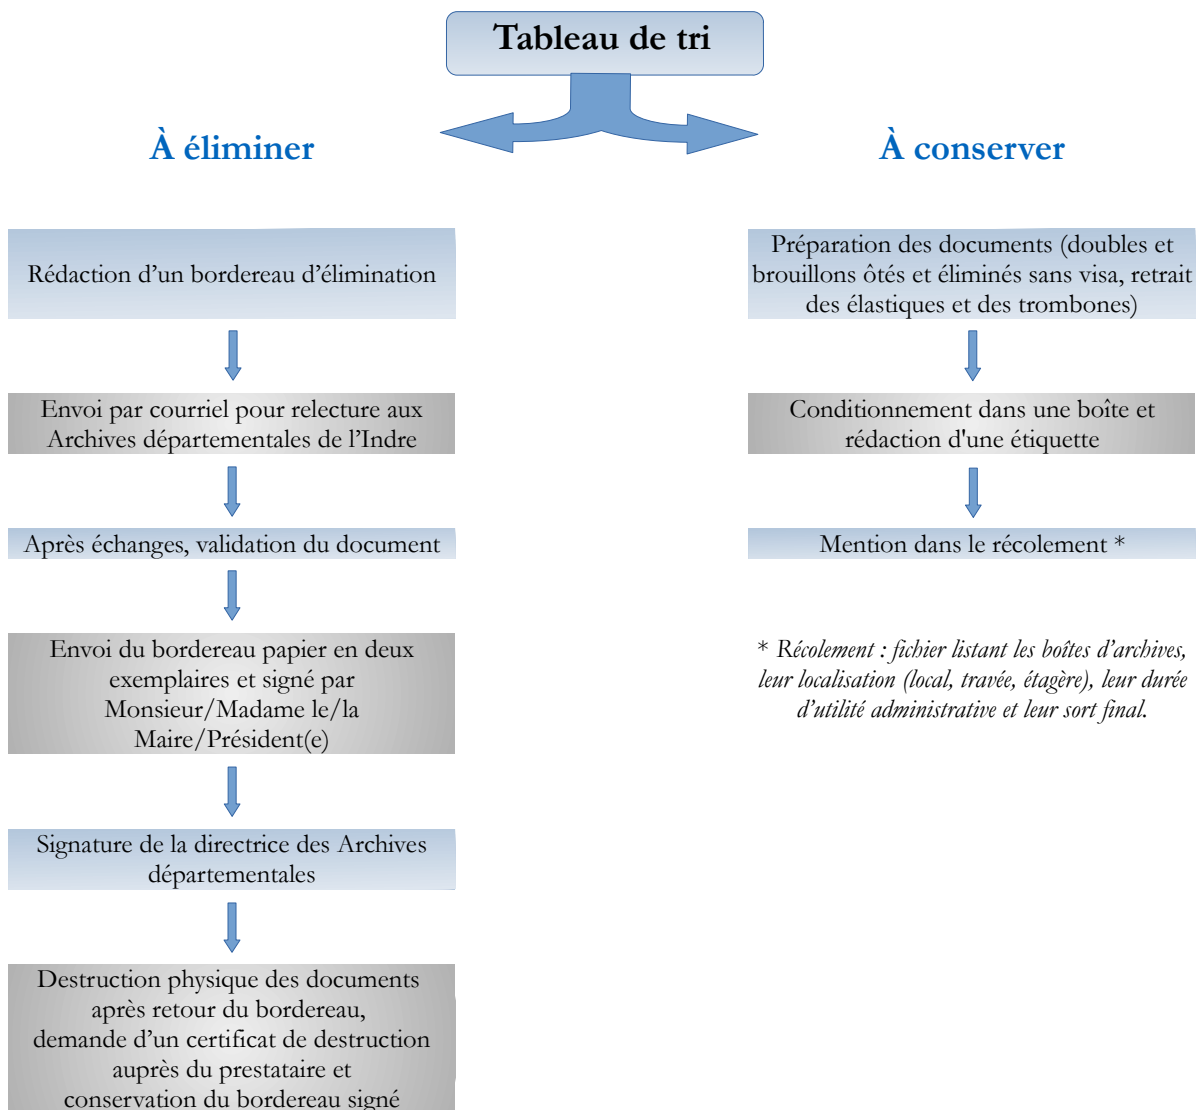 Tableau de tri
À éliminer
À conserver
Rédaction d’un bordereau d’élimination
Envoi par courriel pour relecture aux
Archives départementales de l’Indre
Après échanges, validation du document
Envoi du bordereau papier en deux
exemplaires et signé par
Monsieur/Madame le/la
Maire/Président(e)
Signature de la directrice des Archives
départementales
Destruction physique des documents
après retour du bordereau,
demande d’un certificat de destruction
auprès du prestataire et
conservation du bordereau signé
Préparation des documents (doubles et
brouillons ôtés et éliminés sans visa, retrait
des élastiques et des trombones)
Conditionnement dans une boîte et
rédaction d'une étiquette
Mention dans le récolement *
* Récolement : fichier listant les boîtes d’archives,
leur localisation (local, travée, étagère), leur durée
d’utilité administrative et leur sort final.